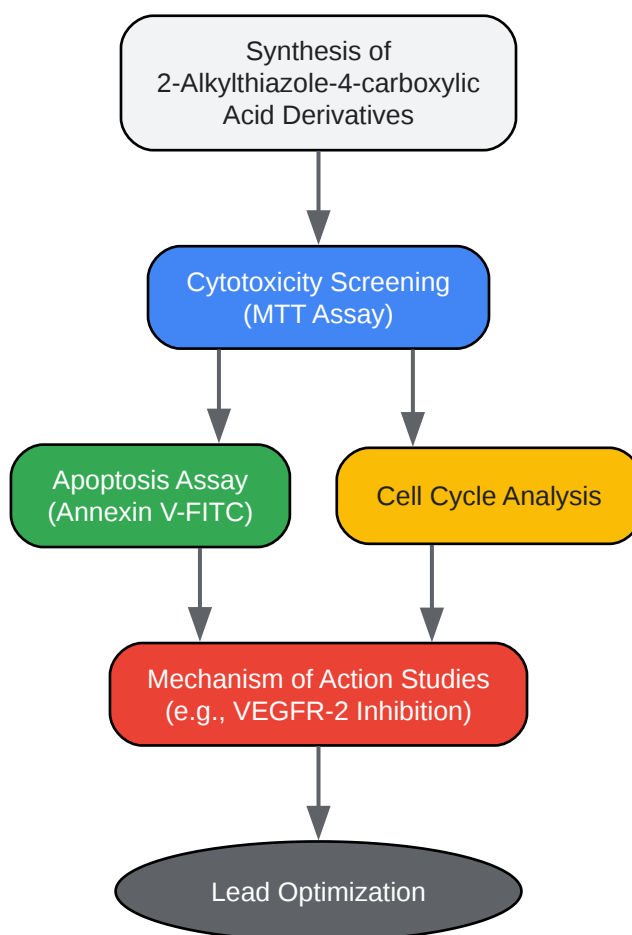 Synthesis of
2-Alkylthiazole-4-carboxylic
Acid Derivatives
Cytotoxicity Screening
(MTT Assay)
Apoptosis Assay
(Annexin V-FITC)
Cell Cycle Analysis
Mechanism of Action Studies
(e.g., VEGFR-2 Inhibition)
Lead Optimization